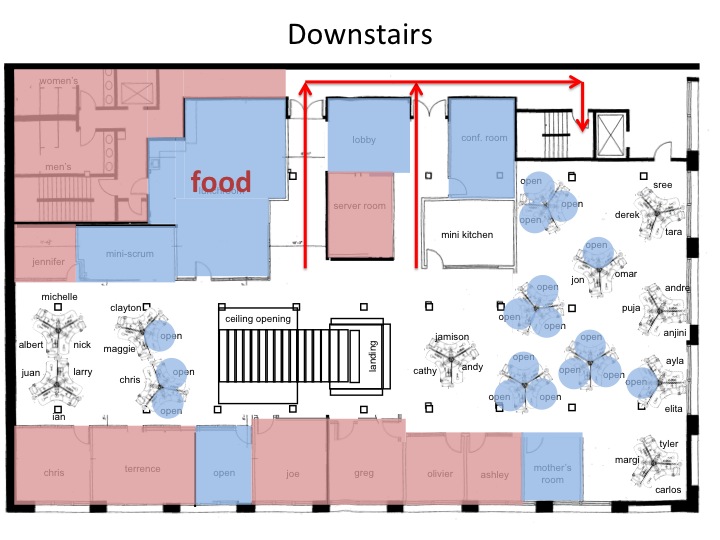 Downstairs
women's
men's
food
lobby
conf. room
server room
mini kitchen
jennifer
mini-scrum
open
open
open
sree
derek
tara
open
jon
omar
michelle
clayton
albert
nick
maggie
open
juan
larry
chris
open
ian
open
ceiling opening
landing
jamison
cathy
andy
open
open
open
andre
puja
anjini
open
open
open
open
open
open
open
ayla
open
elita
tyler
margi
carlos
chris
terrence
open
joe
greg
olivier
ashley
mother's
room